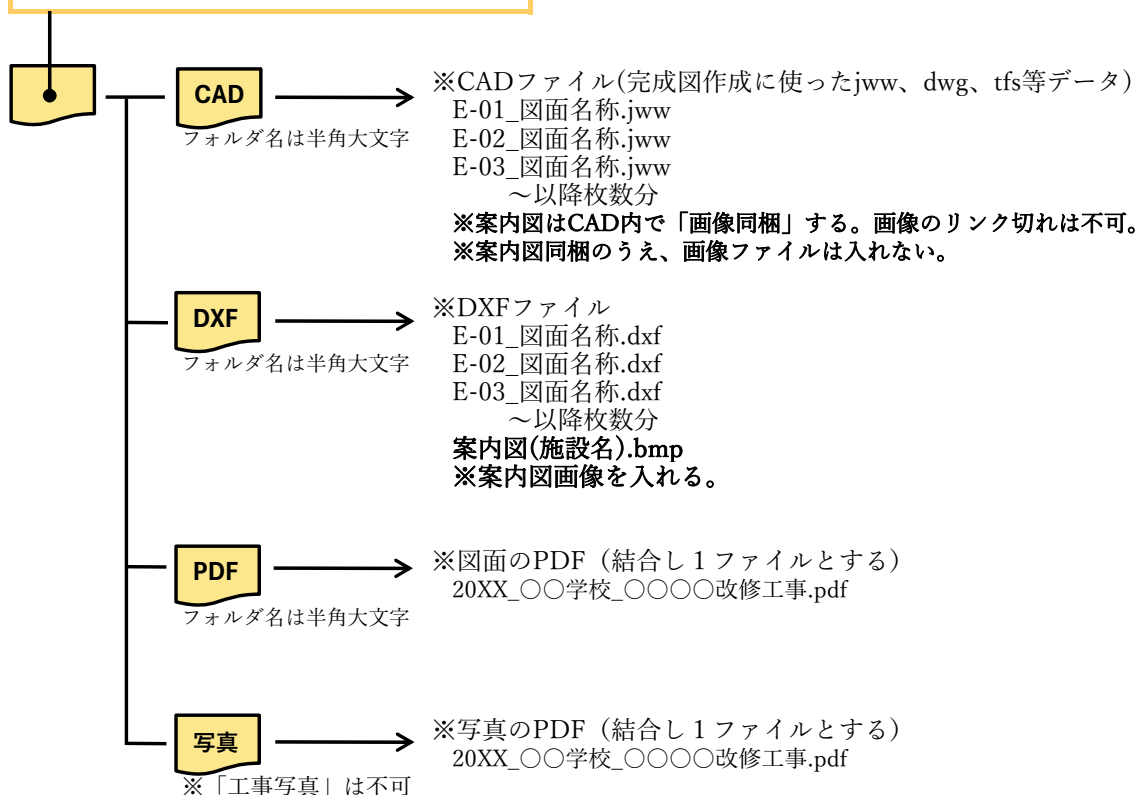 CAD
フォルダ名は半角大文字
※CADファイル(完成図作成に使ったjww、dwg、tfs等データ)
E-01_図面名称.jww
E-02_図面名称.jww
E-03_図面名称.jww
～以降枚数分
※案内図はCAD内で「画像同梱」する。画像のリンク切れは不可。
※案内図同梱のうえ、画像ファイルは入れない。
DXF
フォルダ名は半角大文字
※DXFファイル
E-01_図面名称.dxf
E-02_図面名称.dxf
E-03_図面名称.dxf
～以降枚数分
案内図(施設名).bmp
※案内図画像を入れる。
PDF
フォルダ名は半角大文字
※図面のPDF（結合し１ファイルとする）
20XX_○○学校_○○○○改修工事.pdf
写真
※「工事写真」は不可
※写真のPDF（結合し１ファイルとする）
20XX_○○学校_○○○○改修工事.pdf